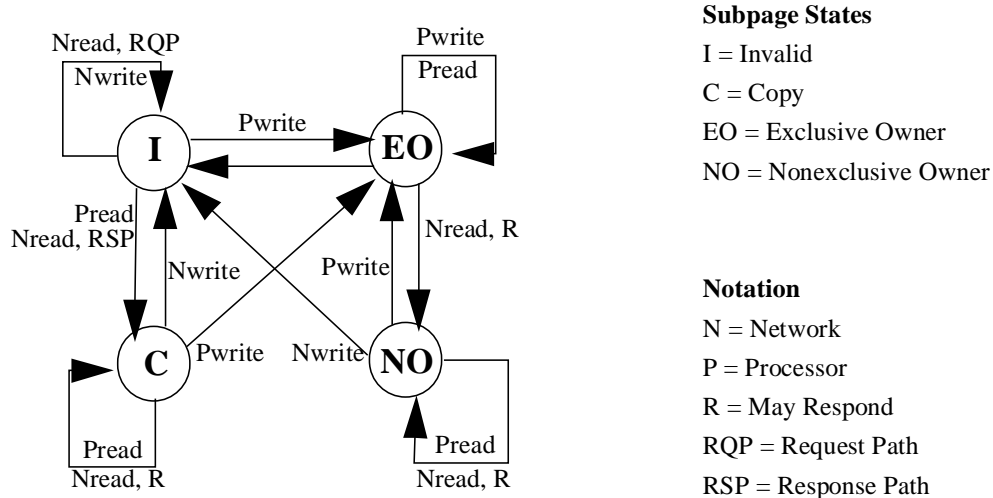 Nread, RQP
Nwrite
I
Pwrite
Pwrite
Pread
EO
Pread
Nread, RSP
Nwrite
Pwrite
Nread, R
C
Pwrite
Nwrite
NO
Pread
Nread, R
Pread
Nread, R
Subpage States
I = Invalid
C = Copy
EO = Exclusive Owner
NO = Nonexclusive Owner
Notation
N = Network
P = Processor
R = May Respond
RQP = Request Path
RSP = Response Path